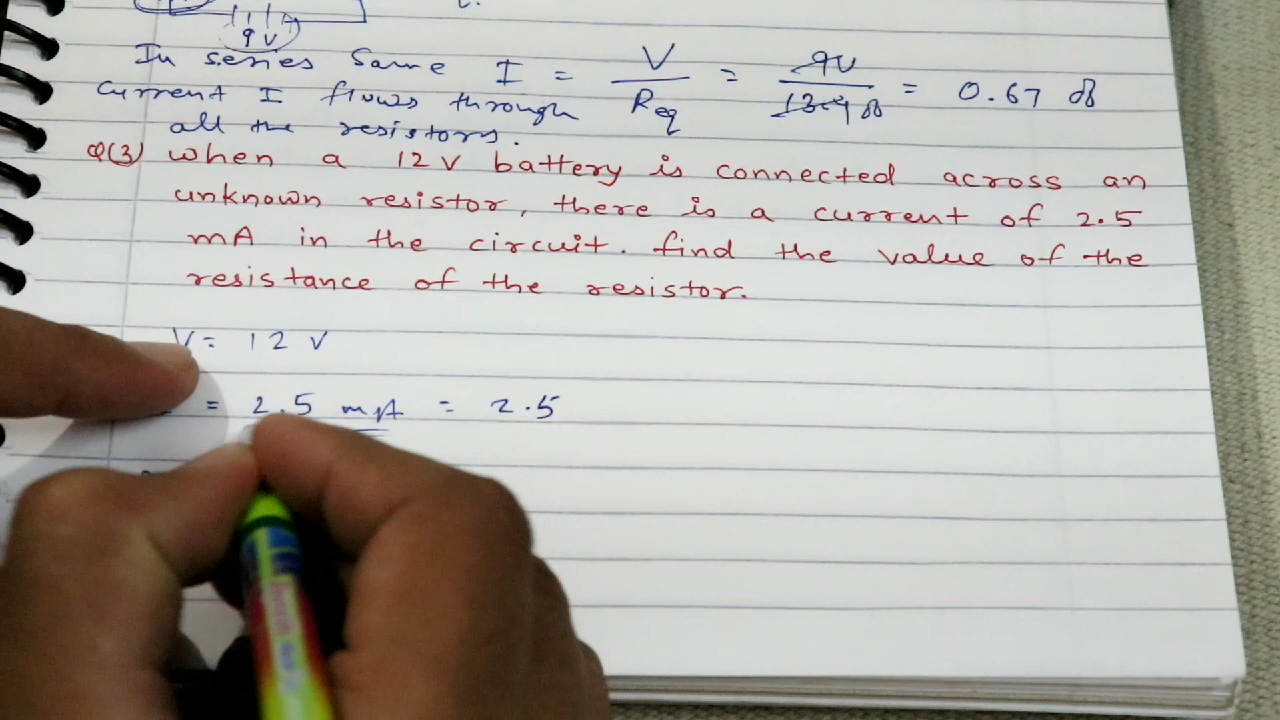 9 V
In series Same I = V / Req = 9V / 13.4 Ω = 0.67
Current I flows through
all the resistors.
Q(3) when a 12 V battery is connected across an
unknown resistor, there is a current of 2.5
mA in the circuit. find the value of the
resistance of the resistor.
V = 12 V
= 2.5 mA = 2.5